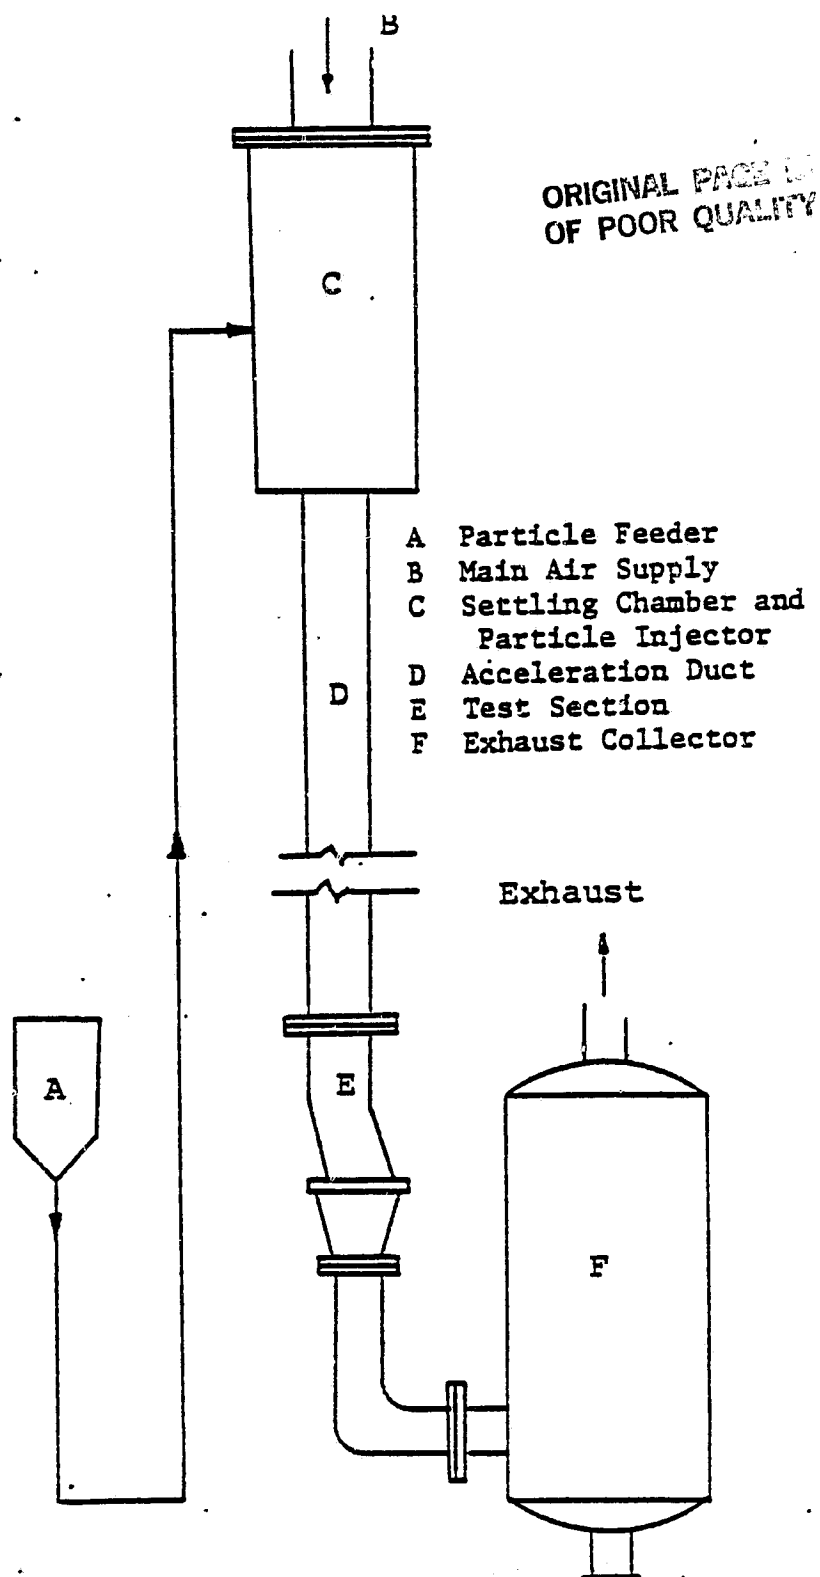 B
ORIGINAL PAGE
OF POOR QUALITY
C
A Particle Feeder
B Main Air Supply
C Settling Chamber and
Particle Injector
D Acceleration Duct
E Test Section
F Exhaust Collector
D
Exhaust
E
A
F